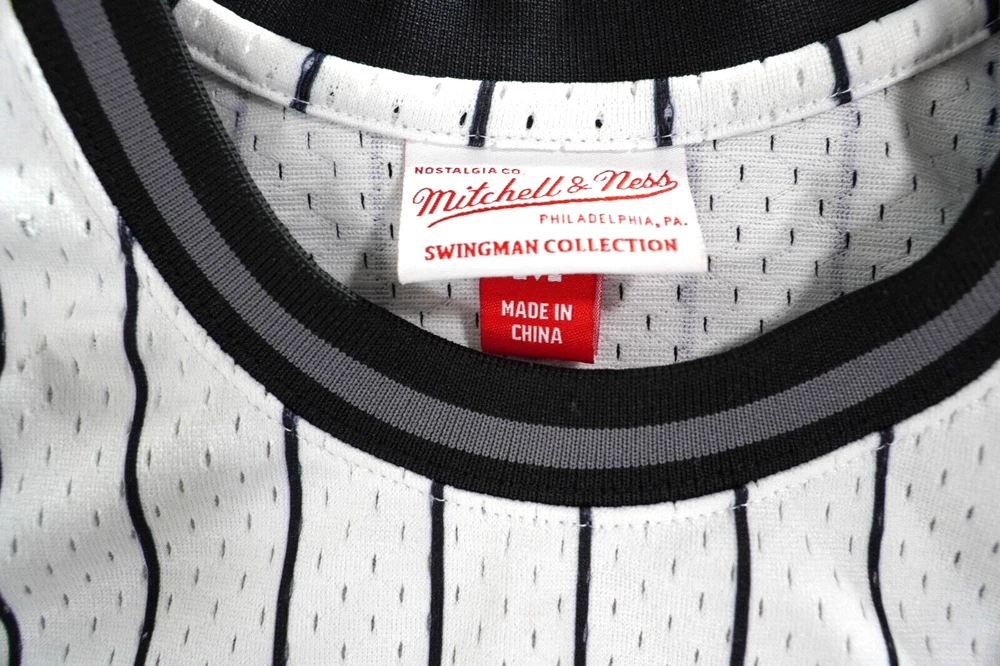 NOSTALGIA CO.
Mitchell & Ness
PHILADELPHIA, PA.
SWINGMAN COLLECTION
MADE IN
CHINA